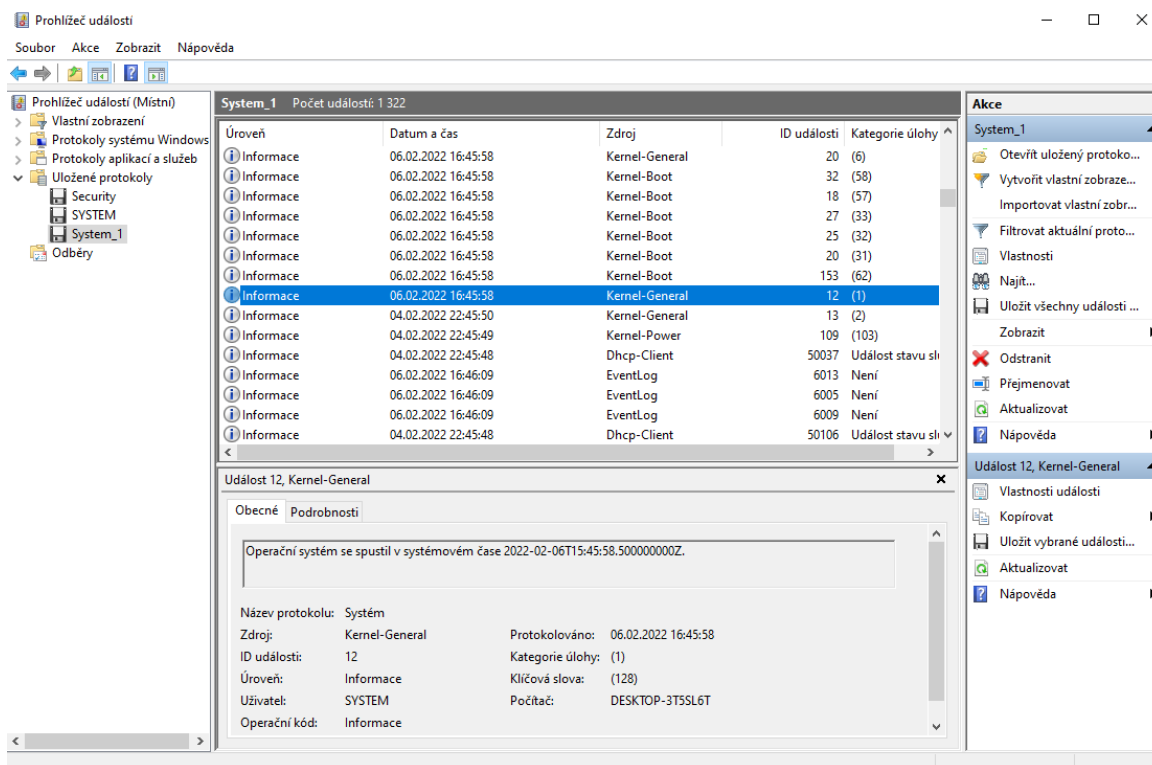 Prohlížeč událostí
Soubor Akce Zobrazit Nápověda
Prohlížeč událostí (Místní)
Vlastní zobrazení
Protokoly systému Windows
Protokoly aplikací a služeb
Uložené protokoly
Security
SYSTEM
System_1
Odběry
System_1 Počet událostí: 1 322
Úroveň Datum a čas Zdroj ID události Kategorie úlohy
Informace 06.02.2022 16:45:58 Kernel-General 20 (6)
Informace 06.02.2022 16:45:58 Kernel-Boot 32 (58)
Informace 06.02.2022 16:45:58 Kernel-Boot 18 (57)
Informace 06.02.2022 16:45:58 Kernel-Boot 27 (33)
Informace 06.02.2022 16:45:58 Kernel-Boot 25 (32)
Informace 06.02.2022 16:45:58 Kernel-Boot 20 (31)
Informace 06.02.2022 16:45:58 Kernel-Boot 153 (62)
Informace 06.02.2022 16:45:58 Kernel-General 12 (1)
Informace 04.02.2022 22:45:50 Kernel-General 13 (2)
Informace 04.02.2022 22:45:49 Kernel-Power 109 (103)
Informace 04.02.2022 22:45:48 Dhcp-Client 50037 Událost stavu slu
Informace 06.02.2022 16:46:09 EventLog 6013 Není
Informace 06.02.2022 16:46:09 EventLog 6005 Není
Informace 06.02.2022 16:46:09 EventLog 6009 Není
Informace 04.02.2022 22:45:48 Dhcp-Client 50106 Událost stavu slu
Událost 12, Kernel-General
Obecné Podrobnosti
Operační systém se spustil v systémovém čase 2022-02-06T15:45:58.500000000Z.
Název protokolu: Systém
Zdroj: Kernel-General Protokolováno: 06.02.2022 16:45:58
ID události: 12 Kategorie úlohy: (1)
Úroveň: Informace Klíčová slova: (128)
Uživatel: SYSTEM Počítač: DESKTOP-3T5SL6T
Operační kód: Informace
Akce
System_1
Otevřít uložený protoko...
Vytvořit vlastní zobraze...
Importovat vlastní zobr...
Filtrovat aktuální proto...
Vlastnosti
Najít...
Uložit všechny události ...
Zobrazit
Odstranit
Přejmenovat
Aktualizovat
Nápověda
Událost 12, Kernel-General
Vlastnosti události
Kopírovat
Uložit vybrané události...
Aktualizovat
Nápověda